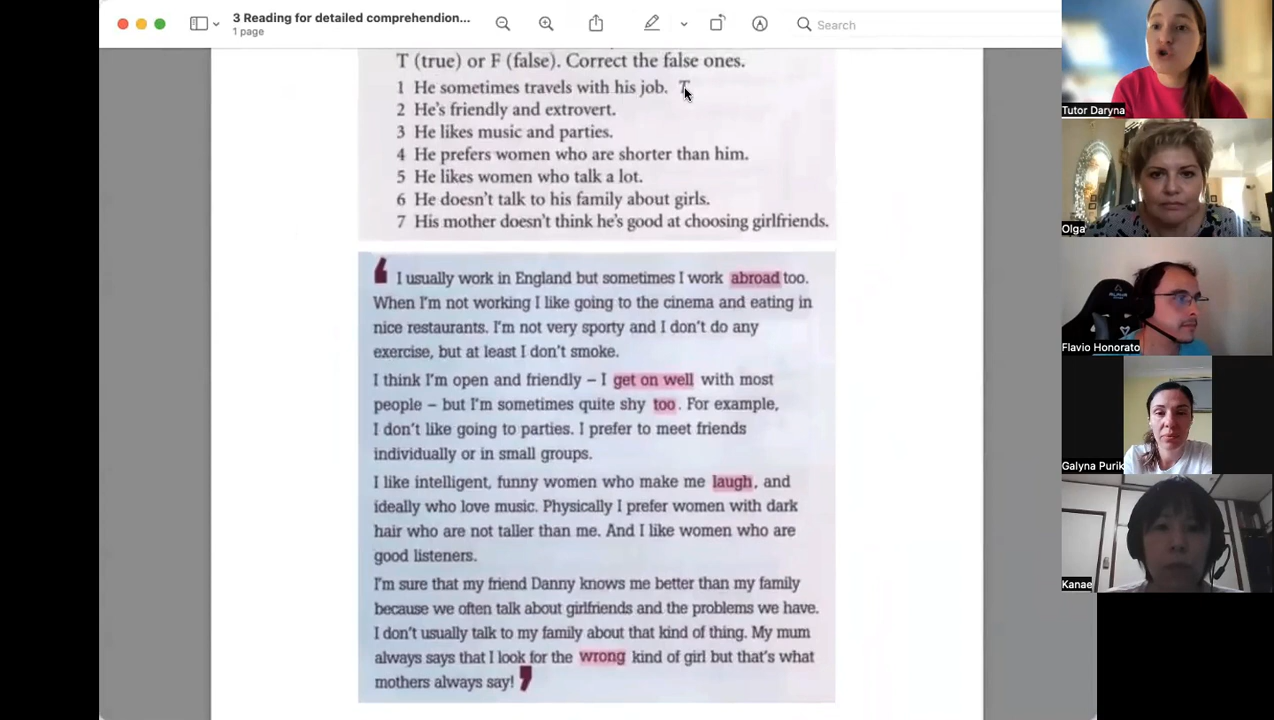 3 Reading for detailed comprehendion...
1 page
Search
T (true) or F (false). Correct the false ones.
1 He sometimes travels with his job. T
2 He's friendly and extrovert.
3 He likes music and parties.
4 He prefers women who are shorter than him.
5 He likes women who talk a lot.
6 He doesn't talk to his family about girls.
7 His mother doesn't think he's good at choosing girlfriends.
I usually work in England but sometimes I work abroad too.
When I'm not working I like going to the cinema and eating in
nice restaurants. I'm not very sporty and I don't do any
exercise, but at least I don't smoke.
I think I'm open and friendly – I get on well with most
people – but I'm sometimes quite shy too. For example,
I don't like going to parties. I prefer to meet friends
individually or in small groups.
I like intelligent, funny women who make me laugh, and
ideally who love music. Physically I prefer women with dark
hair who are not taller than me. And I like women who are
good listeners.
I'm sure that my friend Danny knows me better than my family
because we often talk about girlfriends and the problems we have.
I don't usually talk to my family about that kind of thing. My mum
always says that I look for the wrong kind of girl but that's what
mothers always say!
Tutor Daryna
Olga
Flavio Honorato
Galyna Purik
Kanae